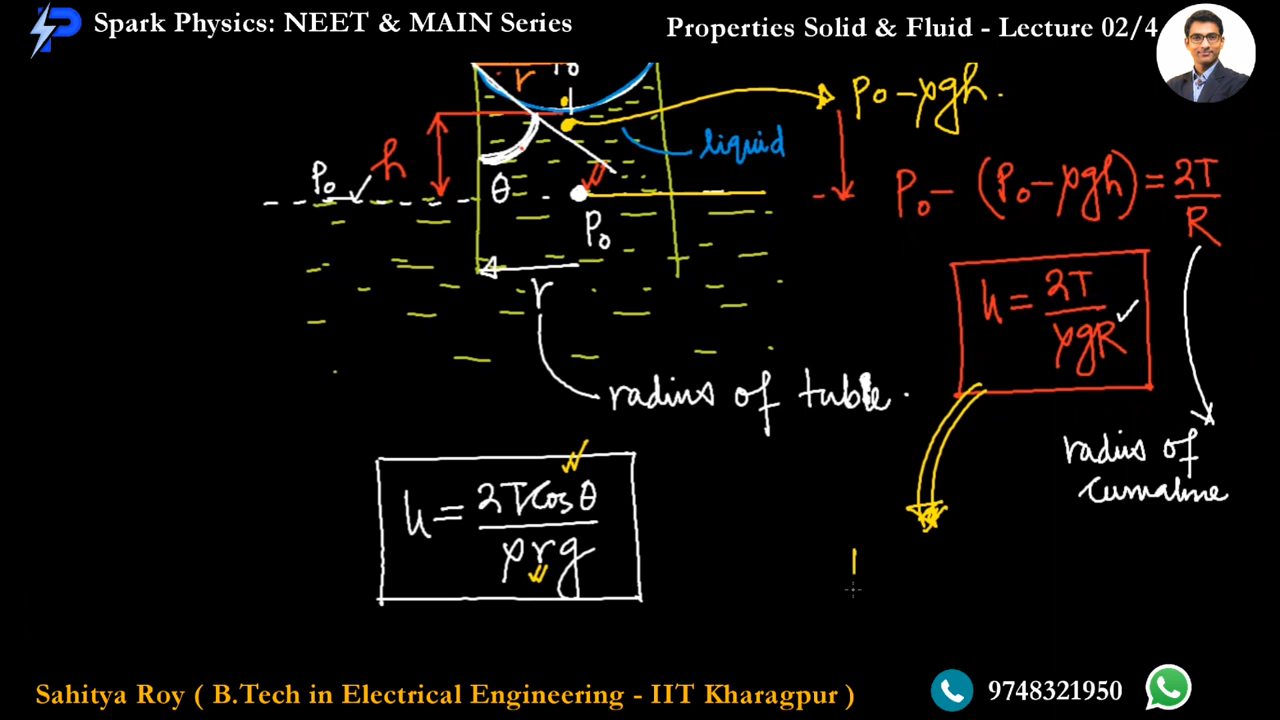 Spark Physics: NEET & MAIN Series
Properties Solid & Fluid - Lecture 02/4
r
P₀ - ρgh.
liquid
P₀
h
θ
P₀
P₀ - (P₀ - ρgh) = 2T/R
r
h = 2T/ρgR
radius of tube.
radius of
h = 2T cos θ/ρrg
Sahitya Roy ( B.Tech in Electrical Engineering - IIT Kharagpur )
9748321950